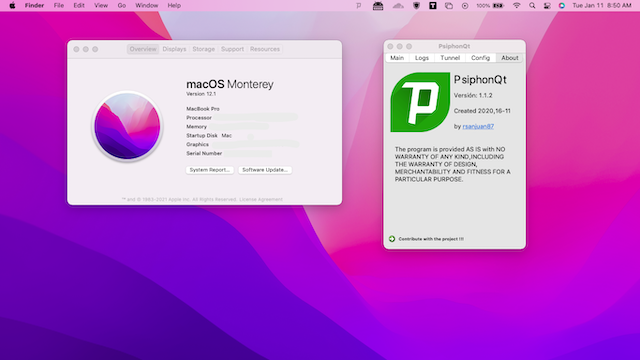 Finder File Edit View Go Window Help
100% Tue Jan 11 8:50 AM
Overview Displays Storage Support Resources
macOS Monterey
Version 12.1
MacBook Pro
Processor
Memory
Startup Disk Mac
Graphics
Serial Number
System Report... Software Update...
™ and © 1983-2021 Apple Inc. All Rights Reserved. License Agreement
PsiphonQt
Main Logs Tunnel Config About
PsiphonQt
Versión: 1.1.2
Created 2020,16-11
by rsanjuan87
The program is provided AS IS with NO
WARRANTY OF ANY KIND,INCLUDING
THE WARRANTY OF DESIGN,
MERCHANTABILITY AND FITNESS FOR A
PARTICULAR PURPOSE.
Contribute with the project !!!